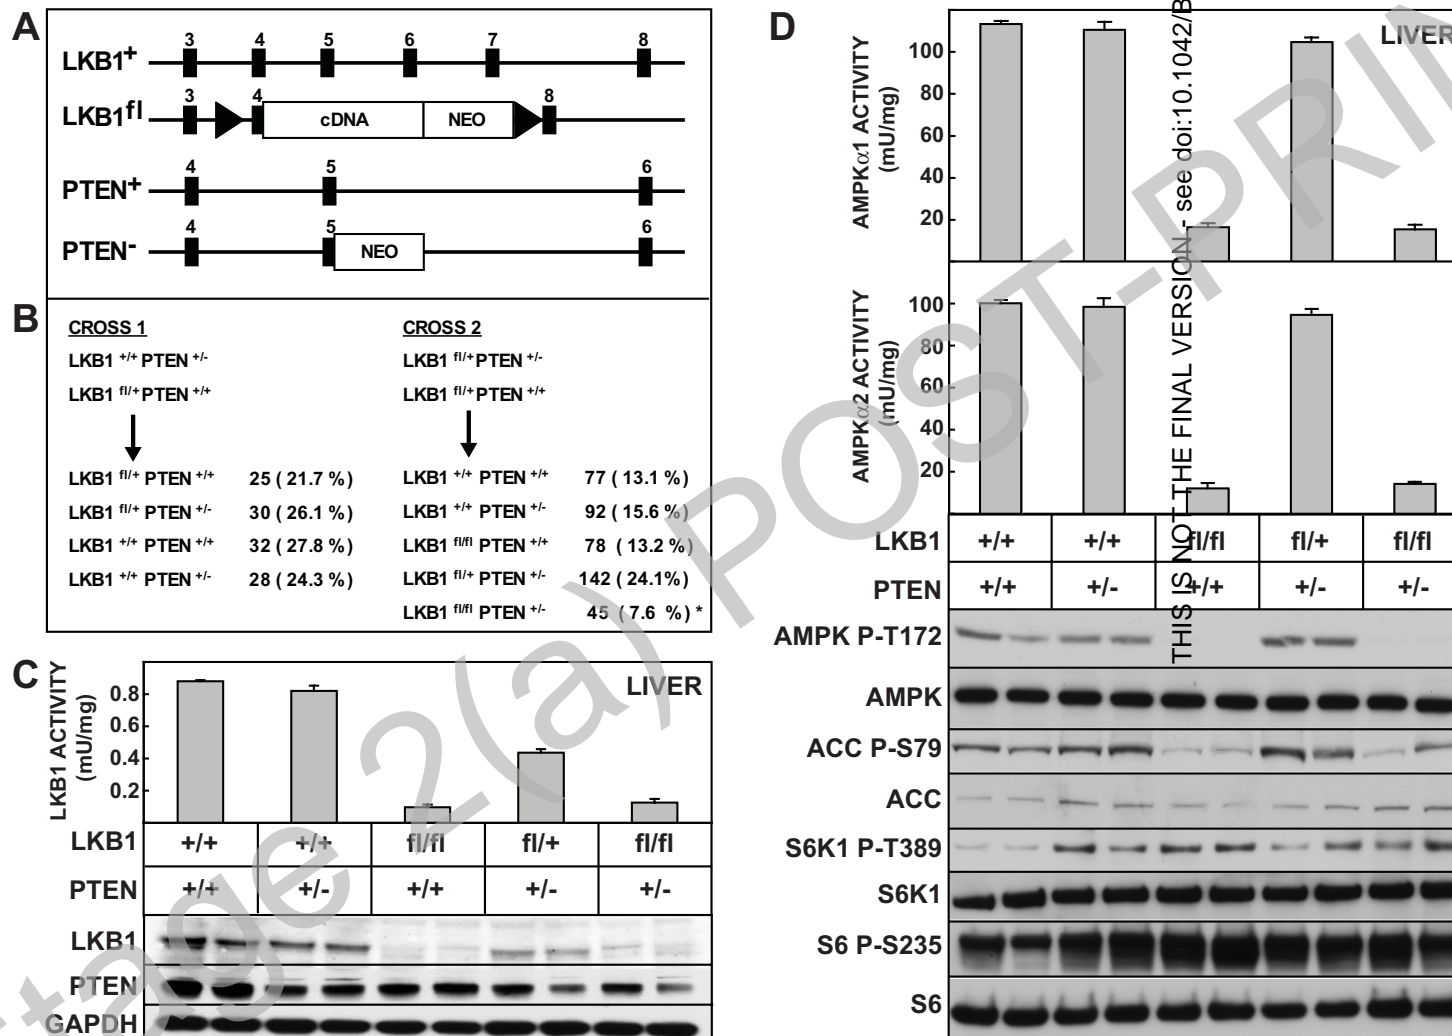 A
3 4 5 6 7 8
LKB1+
3 4 8
LKB1fl cDNA NEO
4 5 6
PTEN+
4 5 6
PTEN- NEO
B
CROSS 1
LKB1 +/+ PTEN +/-
LKB1 fl/+ PTEN +/+
LKB1 fl/+ PTEN +/+ 25 ( 21.7 %)
LKB1 fl/+ PTEN +/- 30 ( 26.1 %)
LKB1 +/+ PTEN +/+ 32 ( 27.8 %)
LKB1 +/+ PTEN +/- 28 ( 24.3 %)
CROSS 2
LKB1 fl/+ PTEN +/-
LKB1 fl/+ PTEN +/+
LKB1 +/+ PTEN +/+ 77 ( 13.1 %)
LKB1 +/+ PTEN +/- 92 ( 15.6 %)
LKB1 fl/fl PTEN +/+ 78 ( 13.2 %)
LKB1 fl/+ PTEN +/- 142 ( 24.1%)
LKB1 fl/fl PTEN +/- 45 ( 7.6 %) *
C
LIVER
LKB1 ACTIVITY
(mU/mg)
0.8
0.6
0.4
0.2
LKB1 +/+ +/+ fl/fl fl/+ fl/fl
PTEN +/+ +/- +/+ +/- +/-
LKB1
PTEN
GAPDH
D
LIVER
AMPKα1 ACTIVITY
(mU/mg)
100
80
60
40
20
AMPKα2 ACTIVITY
(mU/mg)
100
80
60
40
20
LKB1 +/+ +/+ fl/fl fl/+ fl/fl
PTEN +/+ +/- +/+ +/- +/-
AMPK P-T172
AMPK
ACC P-S79
ACC
S6K1 P-T389
S6K1
S6 P-S235
S6
THIS IS NOT THE FINAL VERSION - see doi:10.1042/B
Stage 2(a) POST-PRIN